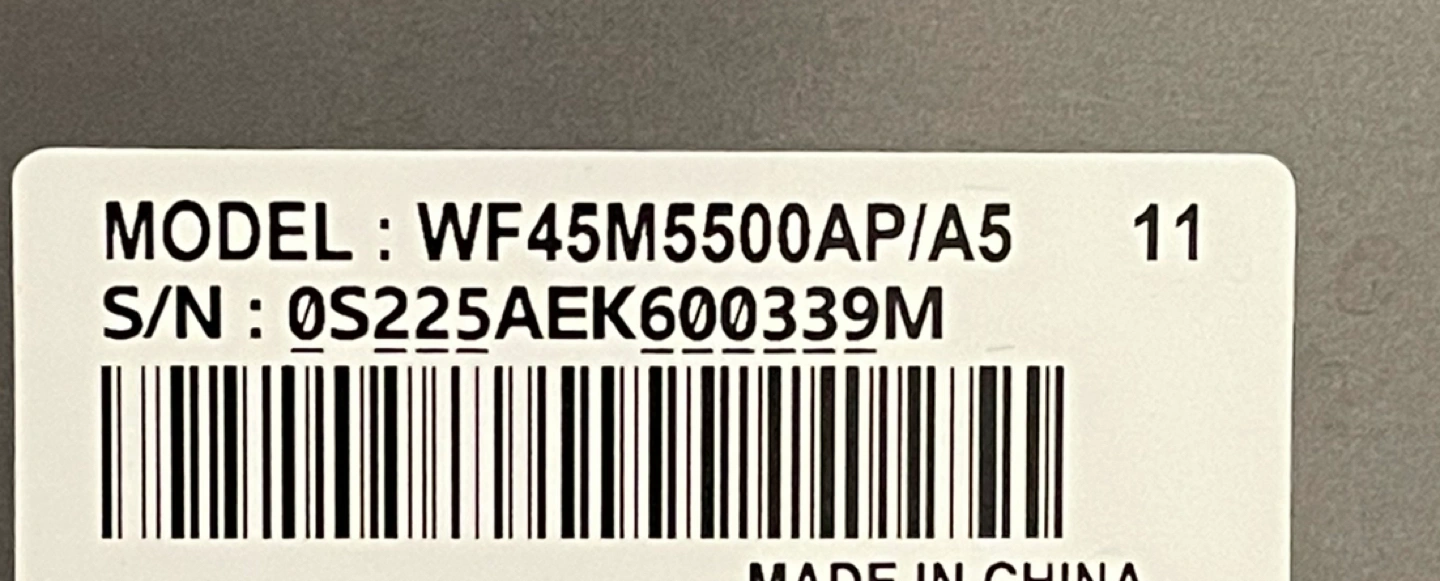 MODEL : WF45M5500AP/A5 11
S/N : 0S225AEK600339M
MADE IN CHINA